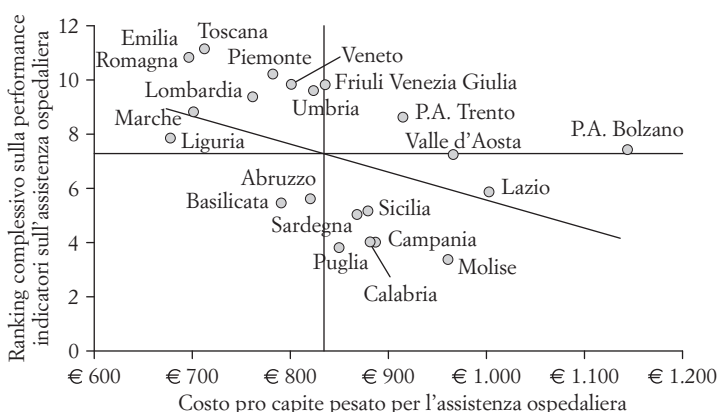 Ranking complessivo sulla performance
indicatori sull'assistenza ospedaliera
12
10
8
6
4
2
0
Emilia
Romagna
Toscana
Piemonte
Veneto
Lombardia
Friuli Venezia Giulia
Umbria
Marche
P.A. Trento
Liguria
Valle d'Aosta
P.A. Bolzano
Abruzzo
Basilicata
Lazio
Sardegna
Sicilia
Puglia
Campania
Molise
Calabria
€ 600
€ 700
€ 800
€ 900
€ 1.000
€ 1.100
€ 1.200
Costo pro capite pesato per l'assistenza ospedaliera